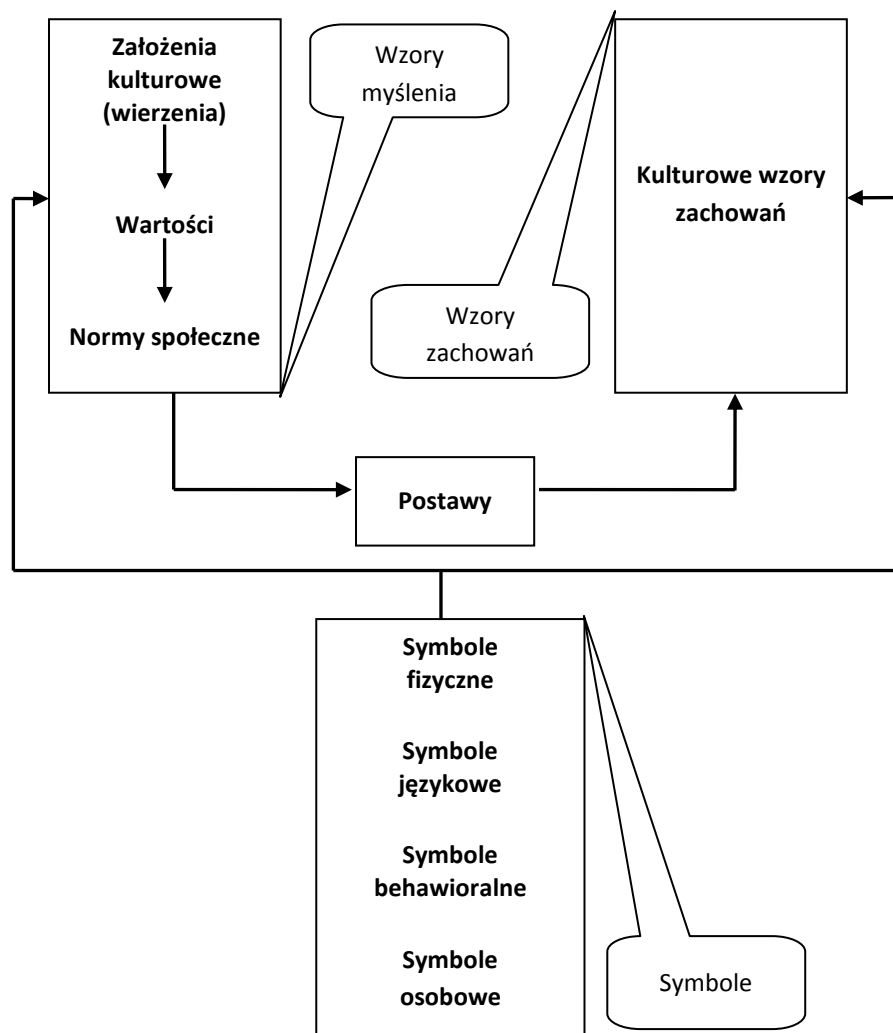 Założenia
kulturowe
(wierzenia)
Wartości
Normy społeczne
Wzory
myślenia
Wzory
zachowań
Kulturowe wzory
zachowań
Postawy
Symbole
fizyczne
Symbole
językowe
Symbole
behawioralne
Symbole
osobowe
Symbole